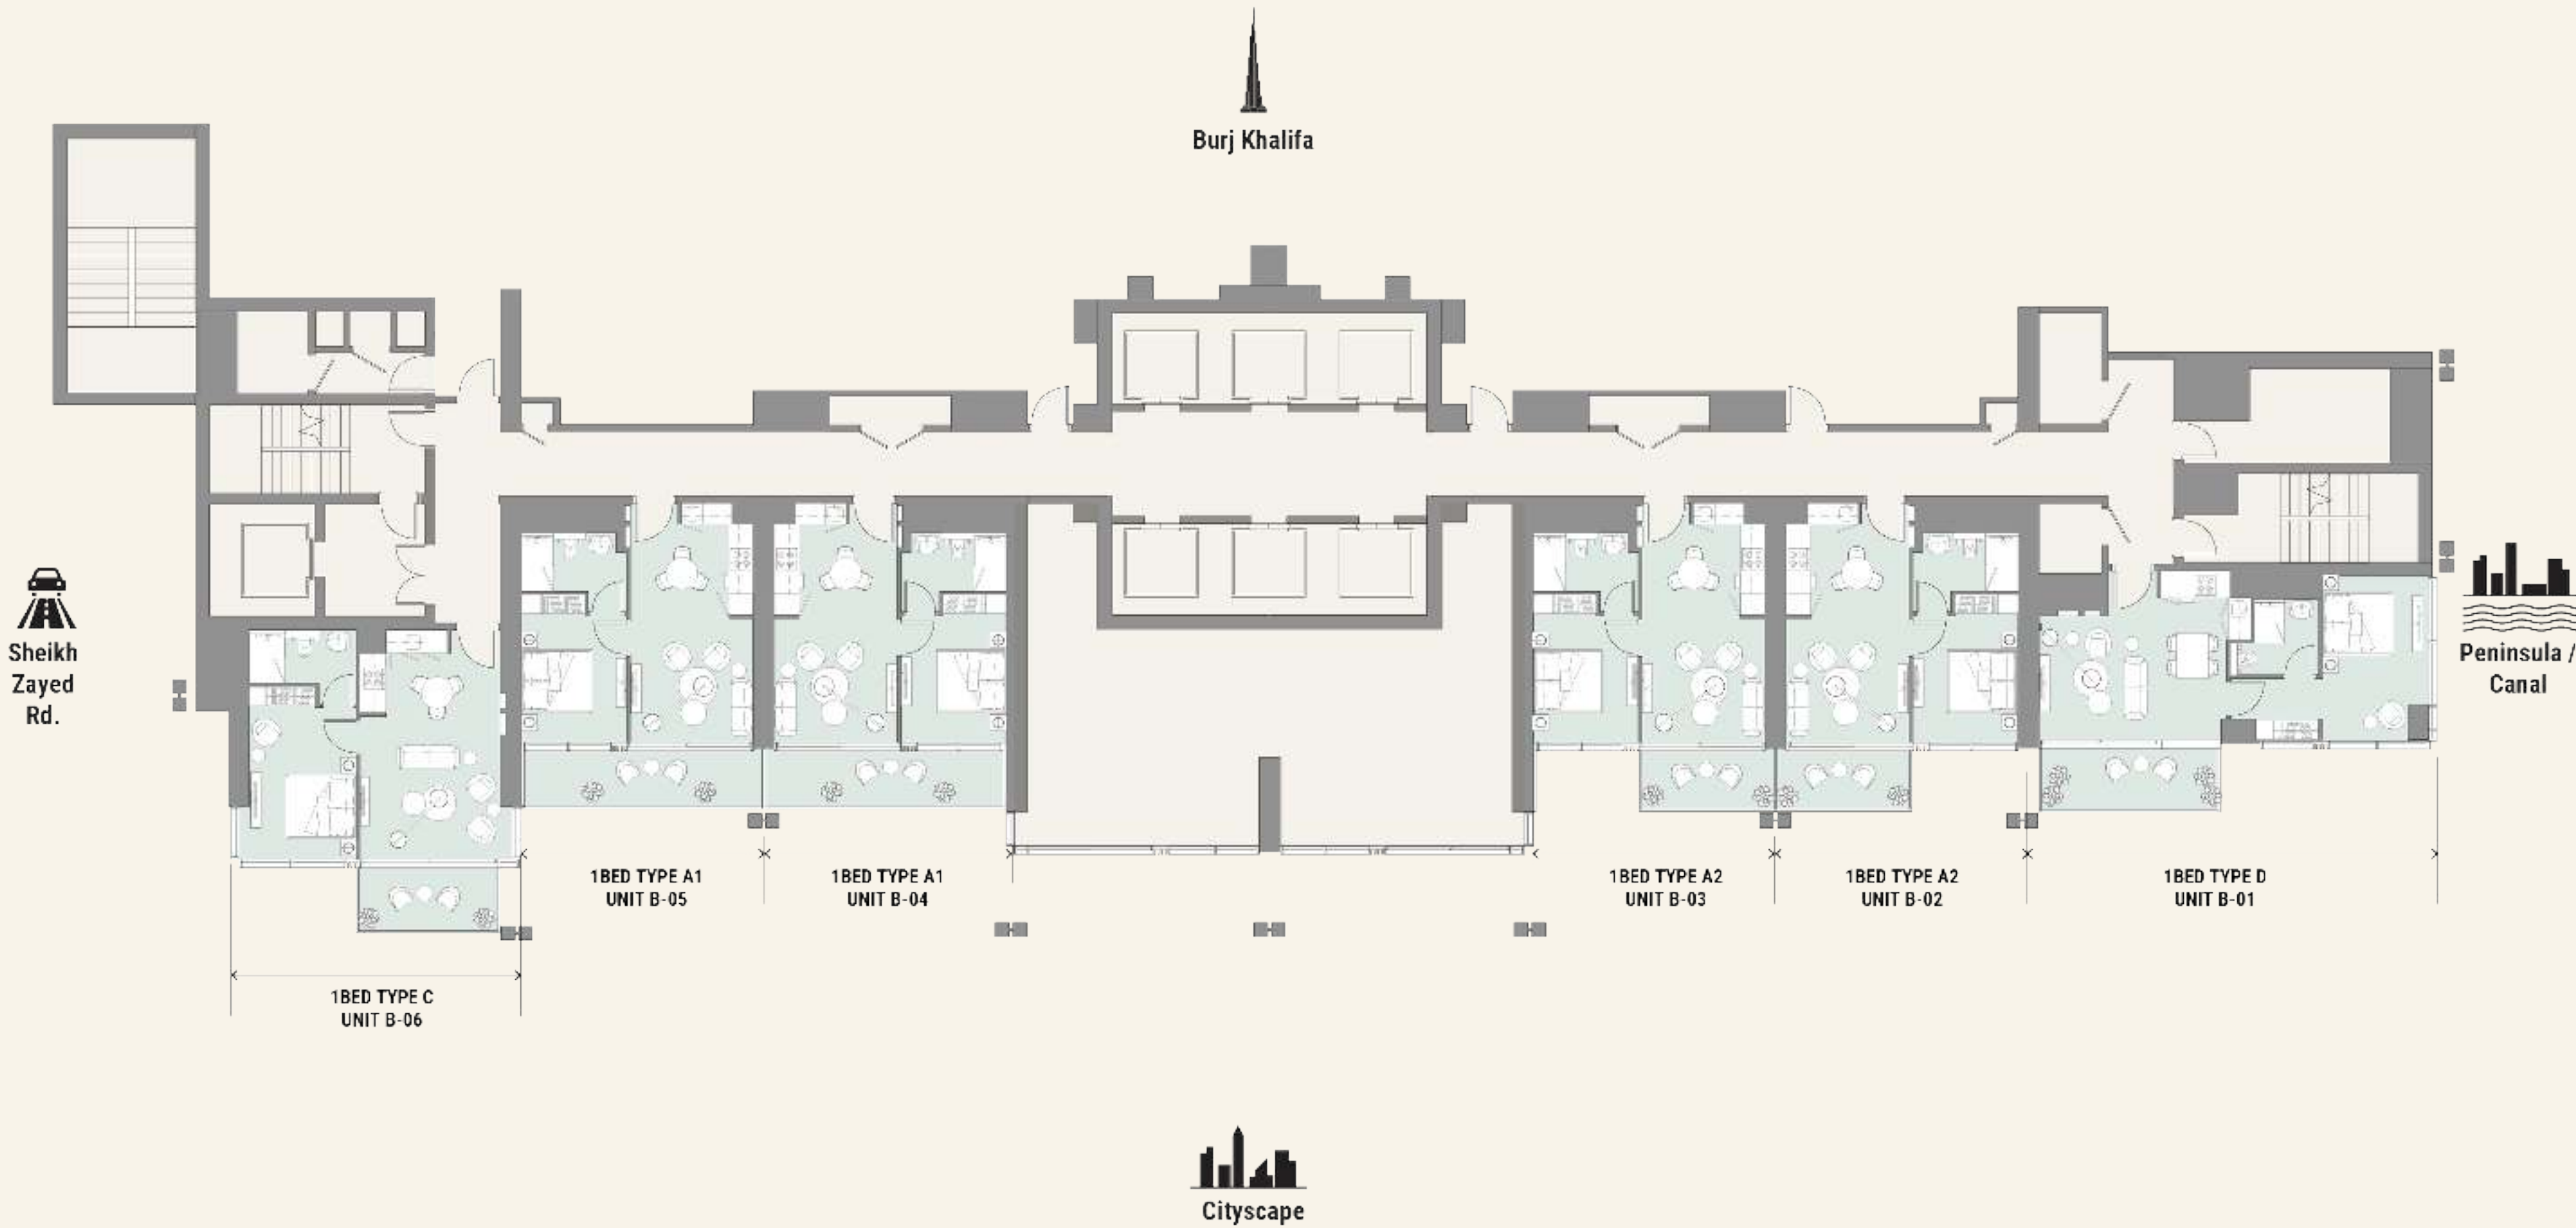 Burj Khalifa
Sheikh
Zayed
Rd.
Peninsula /
Canal
1BED TYPE A1
UNIT B-05
1BED TYPE A1
UNIT B-04
1BED TYPE A2
UNIT B-03
1BED TYPE A2
UNIT B-02
1BED TYPE D
UNIT B-01
1BED TYPE C
UNIT B-06
Cityscape